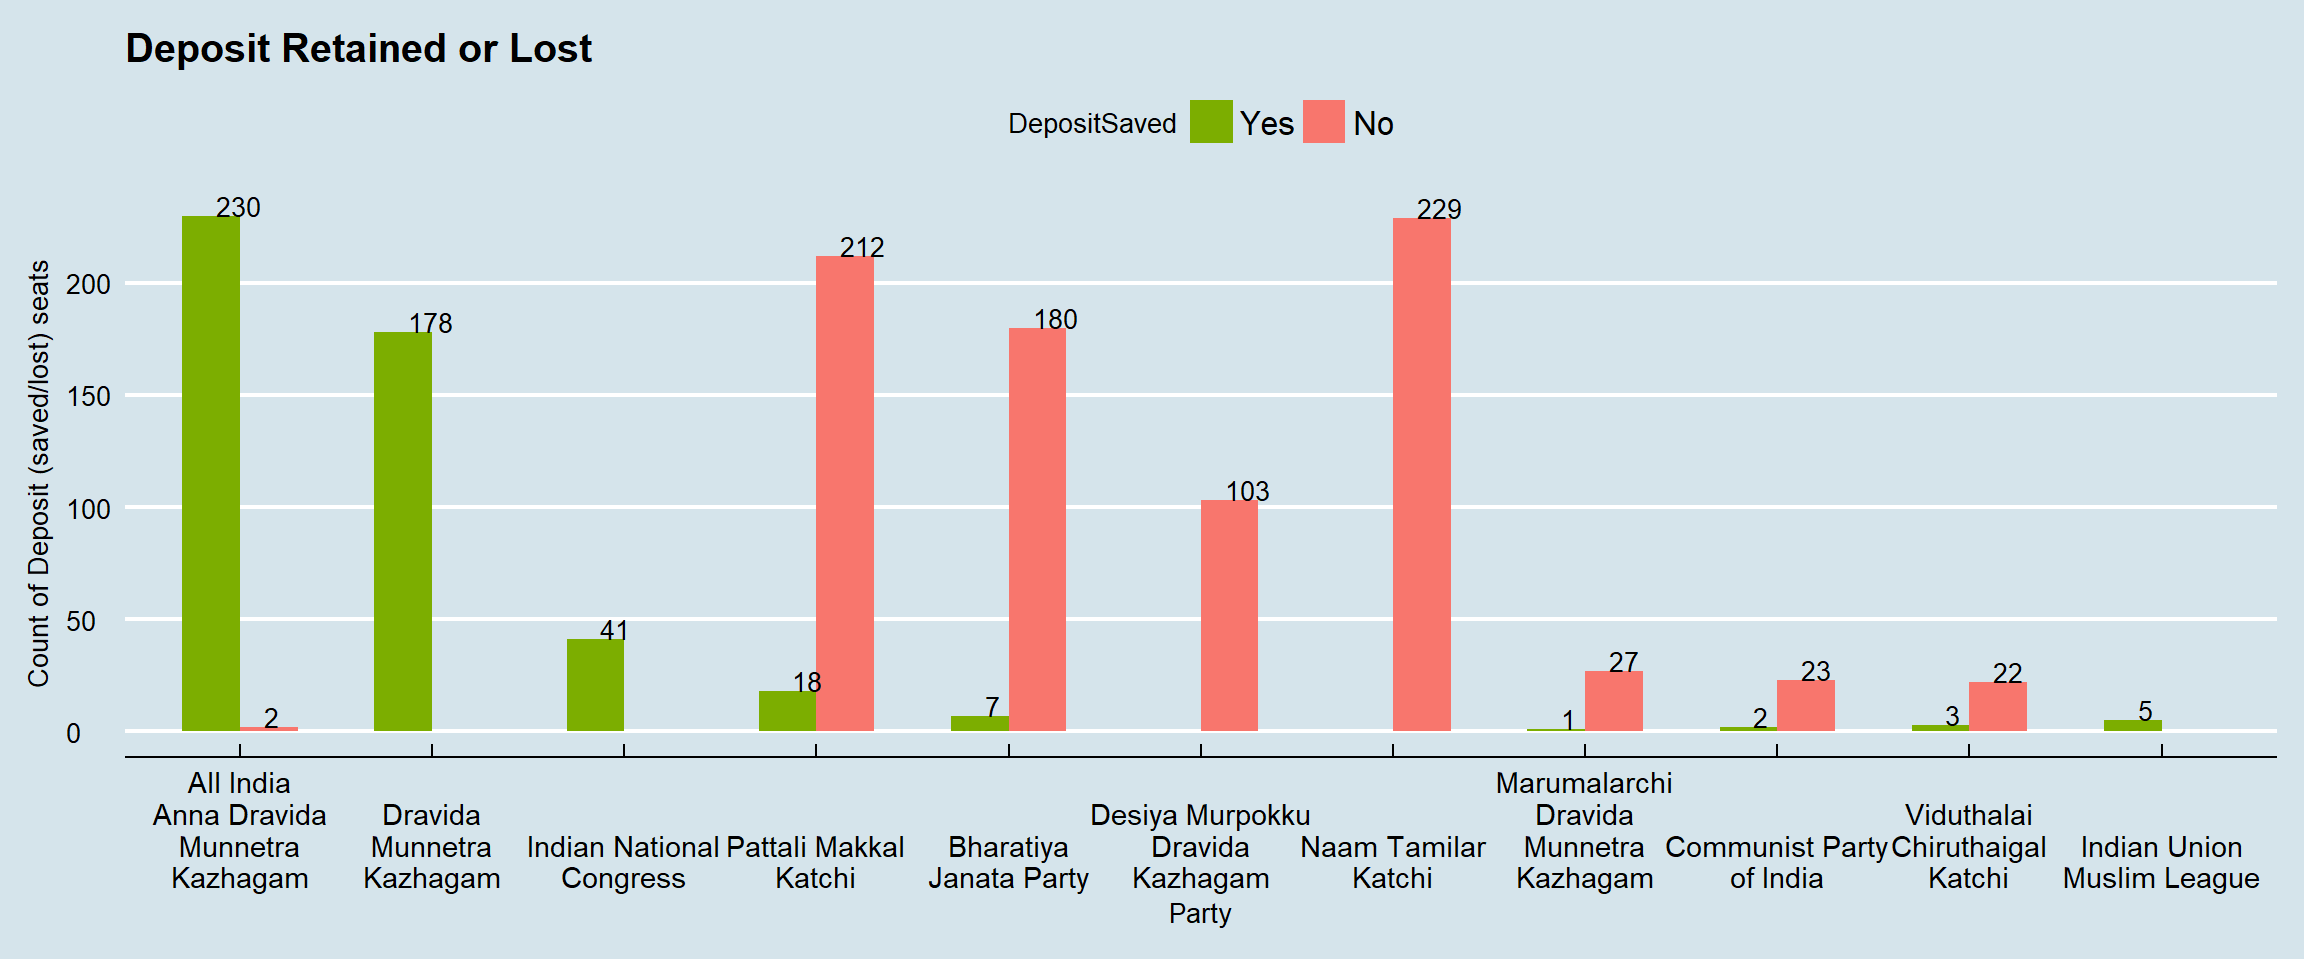 Deposit Retained or Lost
DepositSaved Yes No
Count of Deposit (saved/lost) seats
200
150
100
50
0
230
2
178
41
18
212
7
180
103
229
1
27
2
23
3
22
5
All India
Anna Dravida
Munnetra
Kazhagam
Dravida
Munnetra
Kazhagam
Indian National
Congress
Pattali Makkal
Katchi
Bharatiya
Janata Party
Desiya Murpokku
Dravida
Kazhagam
Naam Tamilar
Katchi
Marumalarchi
Dravida
Munnetra
Kazhagam
Communist Party
of India
Viduthalai
Chiruthaigal
Katchi
Indian Union
Muslim League
Party